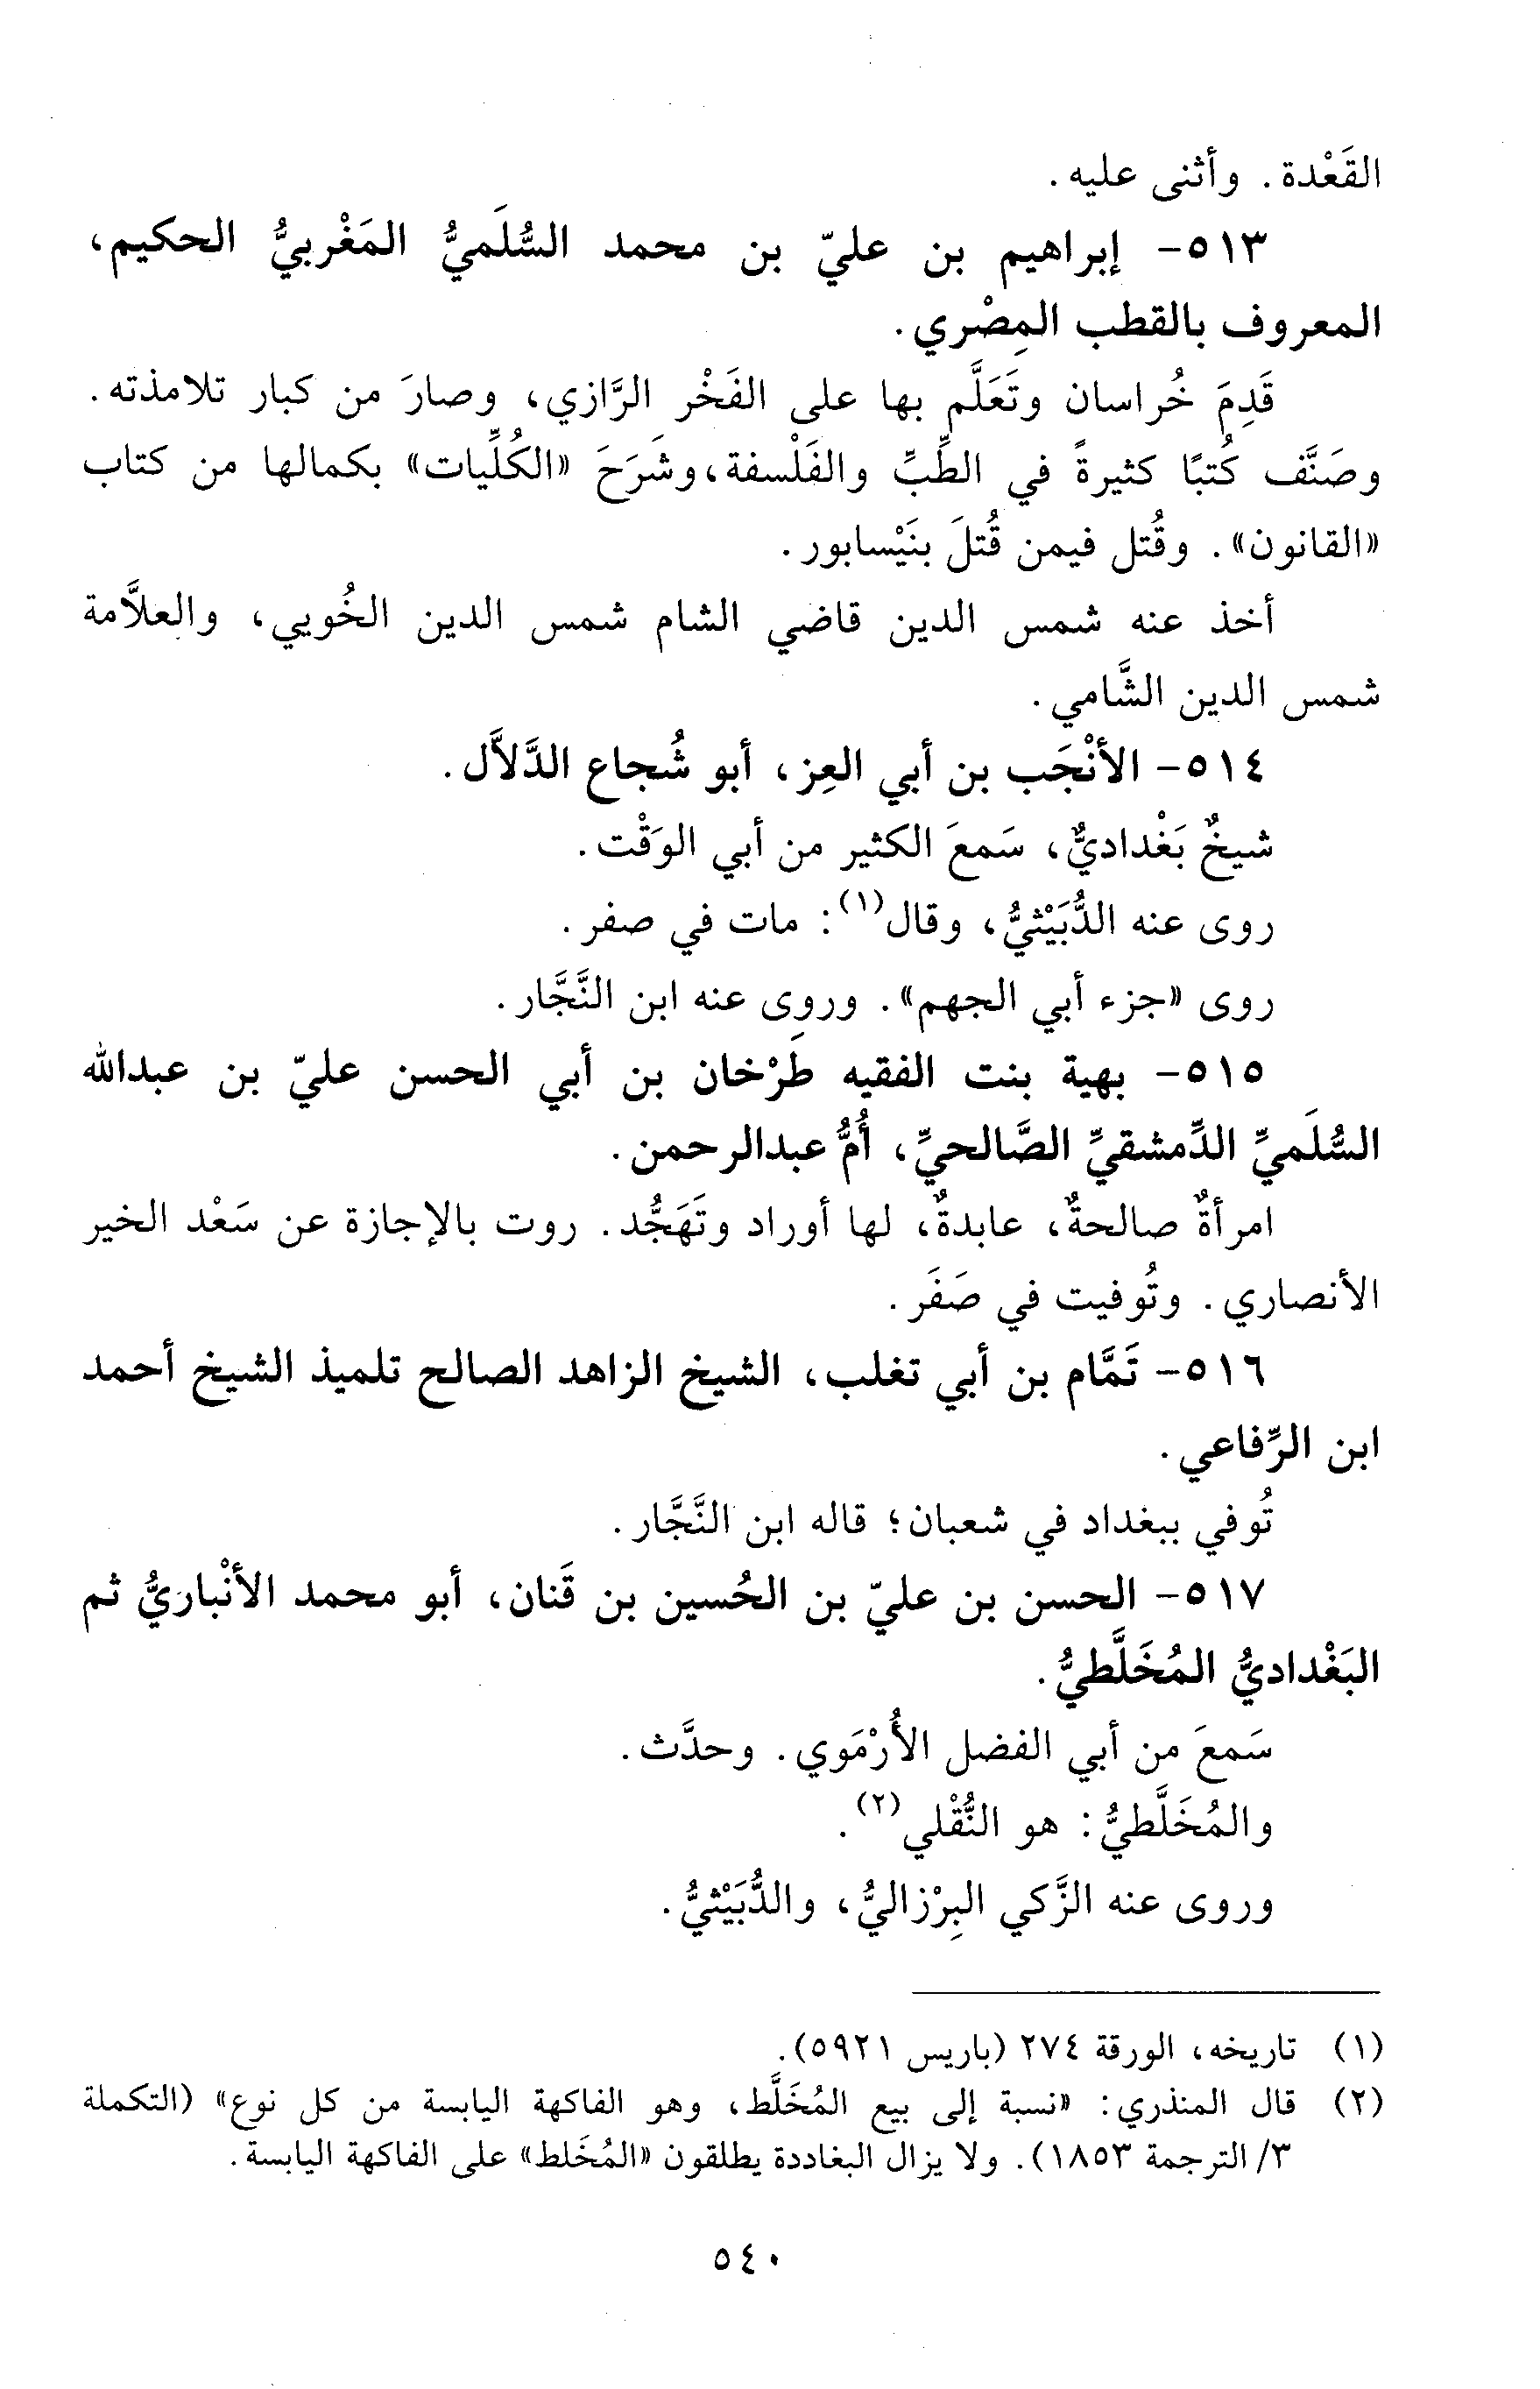 القَعْدة. وأثنى عليه.
٥١٣- إبراهيم بن عليّ بن محمد السُّلَميُّ المَغْربيُّ الحكيم،
المعروف بالقطب المِصْري.
قَدِمَ خُراسان وتَعَلَّم بها على الفَخْر الرَّازي، وصارَ من كبار تلامذته.
وصَنَّف كُتبًا كثيرةً في الطِّبِّ والفَلْسفة، وشَرَحَ «الكُلِّيات» بكمالها من كتاب
«القانون». وقُتل فيمن قُتلَ بنَيْسابور.
أخذ عنه شمس الدين قاضي الشام شمس الدين الخُويي، والعلاَّمة
شمس الدين الشَّامي.
٥١٤- الأنْجَب بن أبي العِز، أبو شُجاع الدَّلاَّل.
شيخٌ بَغْداديٌّ، سَمعَ الكثير من أبي الوَقْت.
روى عنه الدُّبَيْثيُّ، وقال(١): مات في صفر.
روى «جزء أبي الجهم». وروى عنه ابن النَّجَّار.
٥١٥- بهية بنت الفقيه طَرْخان بن أبي الحسن عليّ بن عبدالله
السُّلَميِّ الدِّمشقيِّ الصَّالحيِّ، أُمُّ عبدالرحمن.
امرأةٌ صالحةٌ، عابدةٌ، لها أوراد وتَهَجُّد. روت بالإجازة عن سَعْد الخير
الأنصاري. وتُوفيت في صَفَر.
٥١٦- تَمَّام بن أبي تغلب، الشيخ الزاهد الصالح تلميذ الشيخ أحمد
ابن الرِّفاعي.
تُوفي ببغداد في شعبان؛ قاله ابن النَّجَّار.
٥١٧- الحسن بن عليّ بن الحُسين بن قَنان، أبو محمد الأنْباريُّ ثم
البَغْداديُّ المُخَلَّطيُّ.
سَمعَ من أبي الفضل الأُرْمَوي. وحدَّث.
والمُخَلَّطيُّ: هو النُّقْلي(٢).
وروى عنه الزَّكي البِرْزاليُّ، والدُّبَيْثيُّ.
(١) تاريخه، الورقة ٢٧٤ (باريس ٥٩٢١).
(٢) قال المنذري: «نسبة إلى بيع المُخَلَّط، وهو الفاكهة اليابسة من كل نوع» (التكملة
٣/ الترجمة ١٨٥٣). ولا يزال البغاددة يطلقون «المُخَلط» على الفاكهة اليابسة.
٥٤٠